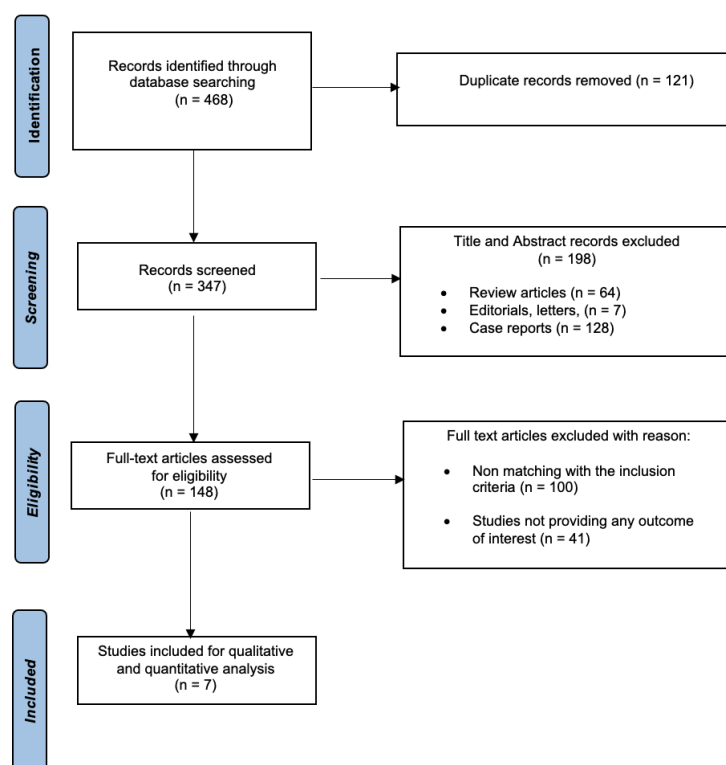 Identification
Records identified through
database searching
(n = 468)
Duplicate records removed (n = 121)
Screening
Records screened
(n = 347)
Title and Abstract records excluded
(n = 198)
• Review articles (n = 64)
• Editorials, letters, (n = 7)
• Case reports (n = 128)
Eligibility
Full-text articles assessed
for eligibility
(n = 148)
Full text articles excluded with reason:
• Non matching with the inclusion
criteria (n = 100)
• Studies not providing any outcome
of interest (n = 41)
Included
Studies included for qualitative
and quantitative analysis
(n = 7)